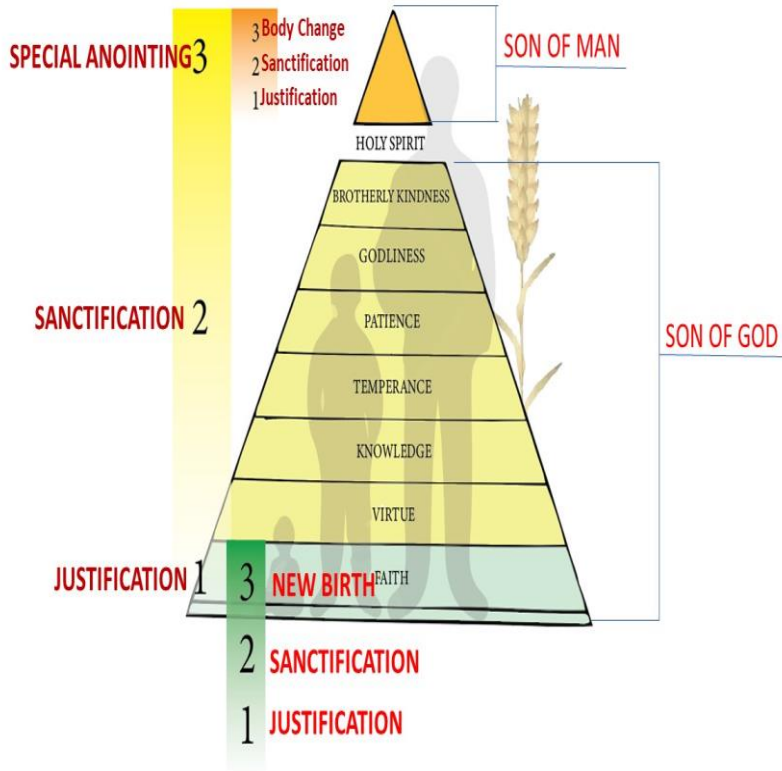 3 Body Change
SPECIAL ANOINTING 3
2 Sanctification
SON OF MAN
1 Justification
HOLY SPIRIT
BROTHERLY KINDNESS
GODLINESS
SANCTIFICATION 2
PATIENCE
SON OF GOD
TEMPERANCE
KNOWLEDGE
VIRTUE
JUSTIFICATION 1
3 NEW BIRTH
FAITH
2 SANCTIFICATION
1 JUSTIFICATION